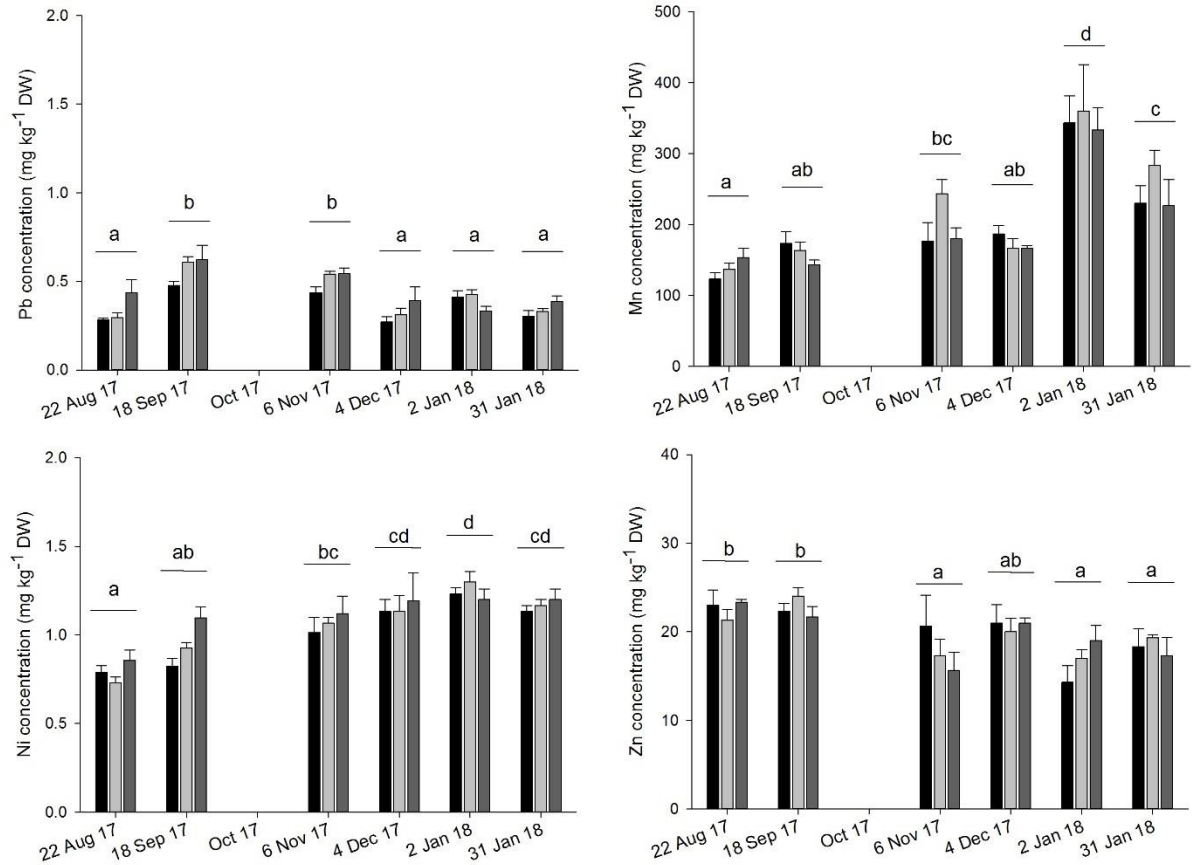 Pb concentration (mg kg⁻¹ DW)
2.0
1.5
1.0
0.5
0.0
a
b
b
a
a
a
22 Aug 17
18 Sep 17
Oct 17
6 Nov 17
4 Dec 17
2 Jan 18
31 Jan 18
Mn concentration (mg kg⁻¹ DW)
500
400
300
200
100
0
a
ab
bc
ab
d
c
22 Aug 17
18 Sep 17
Oct 17
6 Nov 17
4 Dec 17
2 Jan 18
31 Jan 18
Ni concentration (mg kg⁻¹ DW)
2.0
1.5
1.0
0.5
0.0
a
ab
bc
cd
d
cd
22 Aug 17
18 Sep 17
Oct 17
6 Nov 17
4 Dec 17
2 Jan 18
31 Jan 18
Zn concentration (mg kg⁻¹ DW)
40
30
20
10
0
b
b
a
ab
a
a
22 Aug 17
18 Sep 17
Oct 17
6 Nov 17
4 Dec 17
2 Jan 18
31 Jan 18